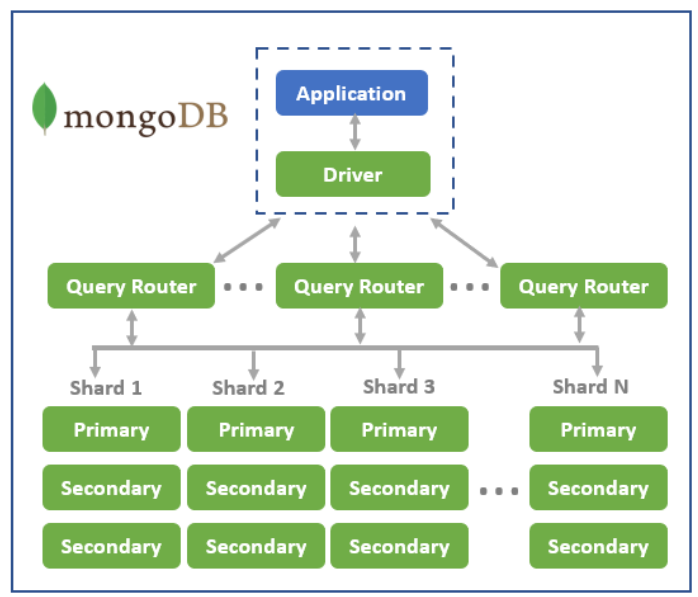 mongoDB
Application
Driver
Query Router ... Query Router ... Query Router
Shard 1 Shard 2 Shard 3 Shard N
Primary Primary Primary Primary
Secondary Secondary Secondary ... Secondary
Secondary Secondary Secondary Secondary